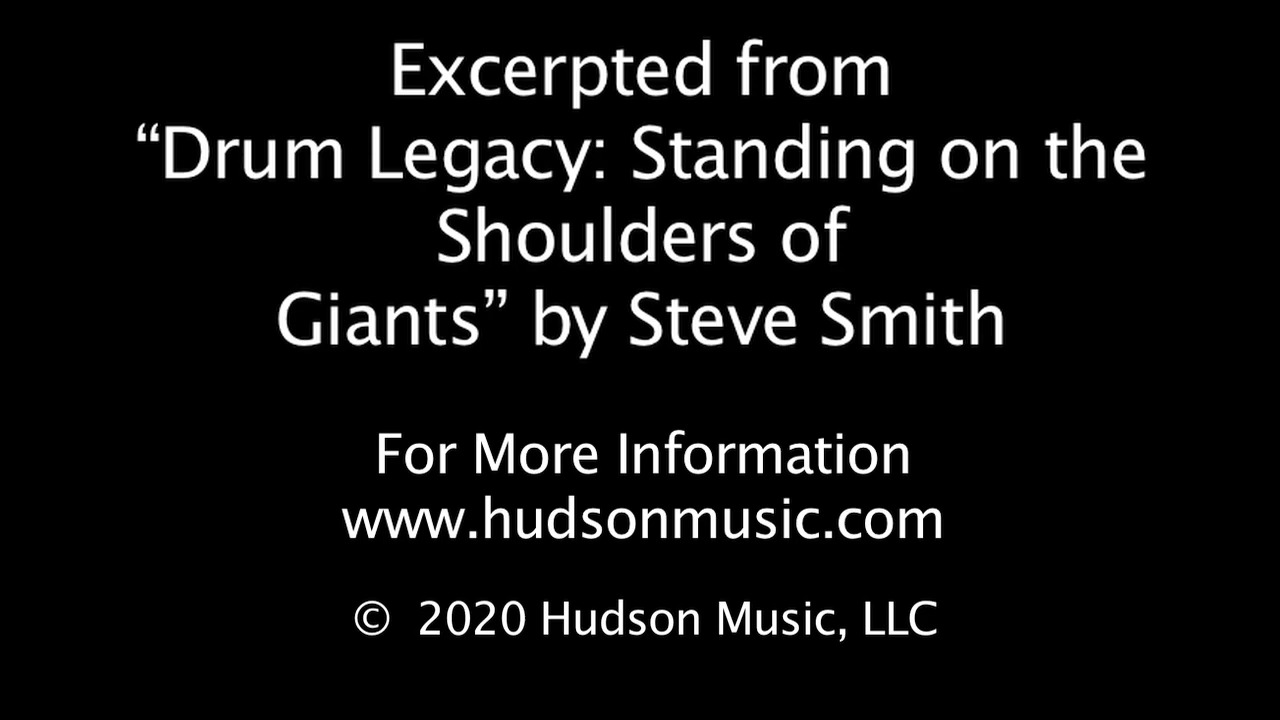 Excerpted from
“Drum Legacy: Standing on the
Shoulders of
Giants” by Steve Smith
For More Information
www.hudsonmusic.com
© 2020 Hudson Music, LLC